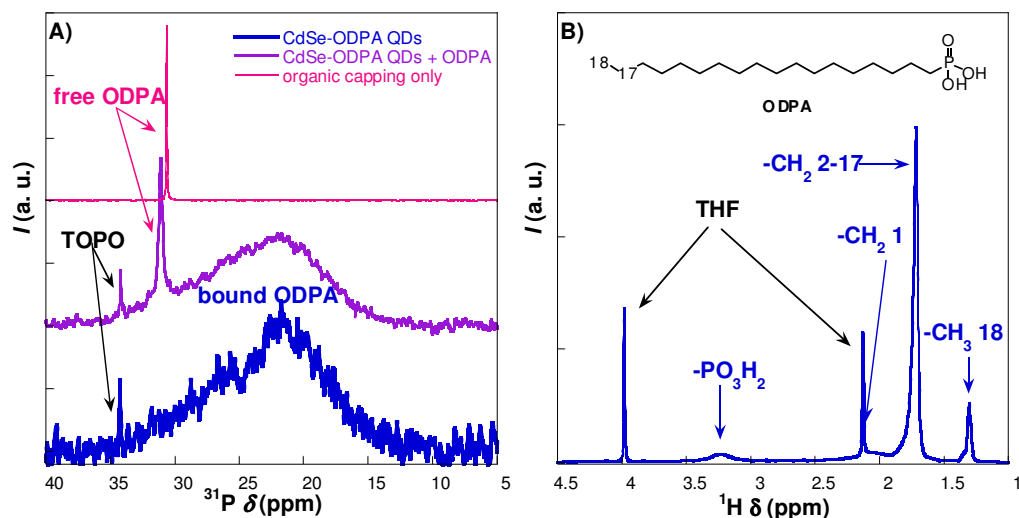 A)
CdSe-ODPA QDs
CdSe-ODPA QDs + ODPA
organic capping only
free ODPA
TOPO
bound ODPA
I (a. u.)
40 35 30 25 20 15 10 5
³¹P δ (ppm)
B)
18 17
O
P
OH
OH
ODPA
-CH₂ 2-17
THF
-CH₂ 1
-CH₃ 18
-PO₃H₂
I (a. u.)
4.5 4 3.5 3 2.5 2 1.5 1
¹H δ (ppm)